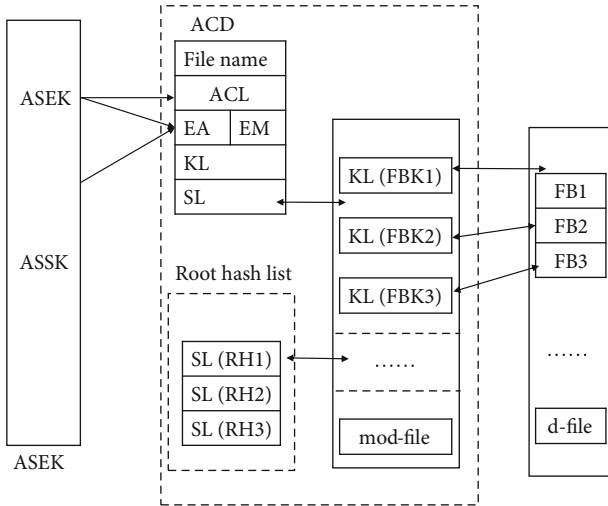 ACD
File name
ASEK
ACL
EA
EM
KL
SL
ASSK
ASEK
Root hash list
SL (RH1)
SL (RH2)
SL (RH3)
KL (FBK1)
KL (FBK2)
KL (FBK3)
......
mod-file
FB1
FB2
FB3
......
d-file